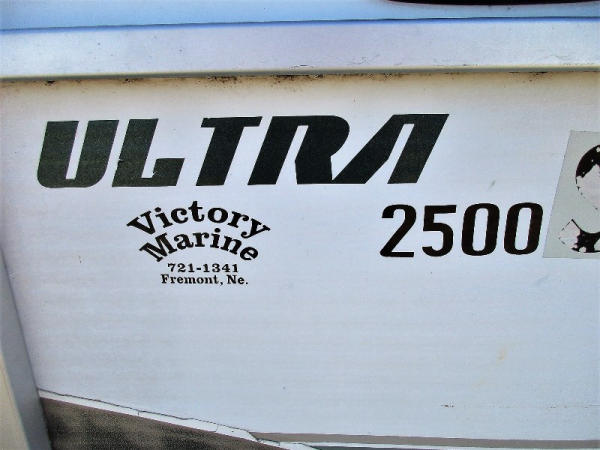 ULTRA
2500
Victory
Marine
721-1341
Fremont, Ne.